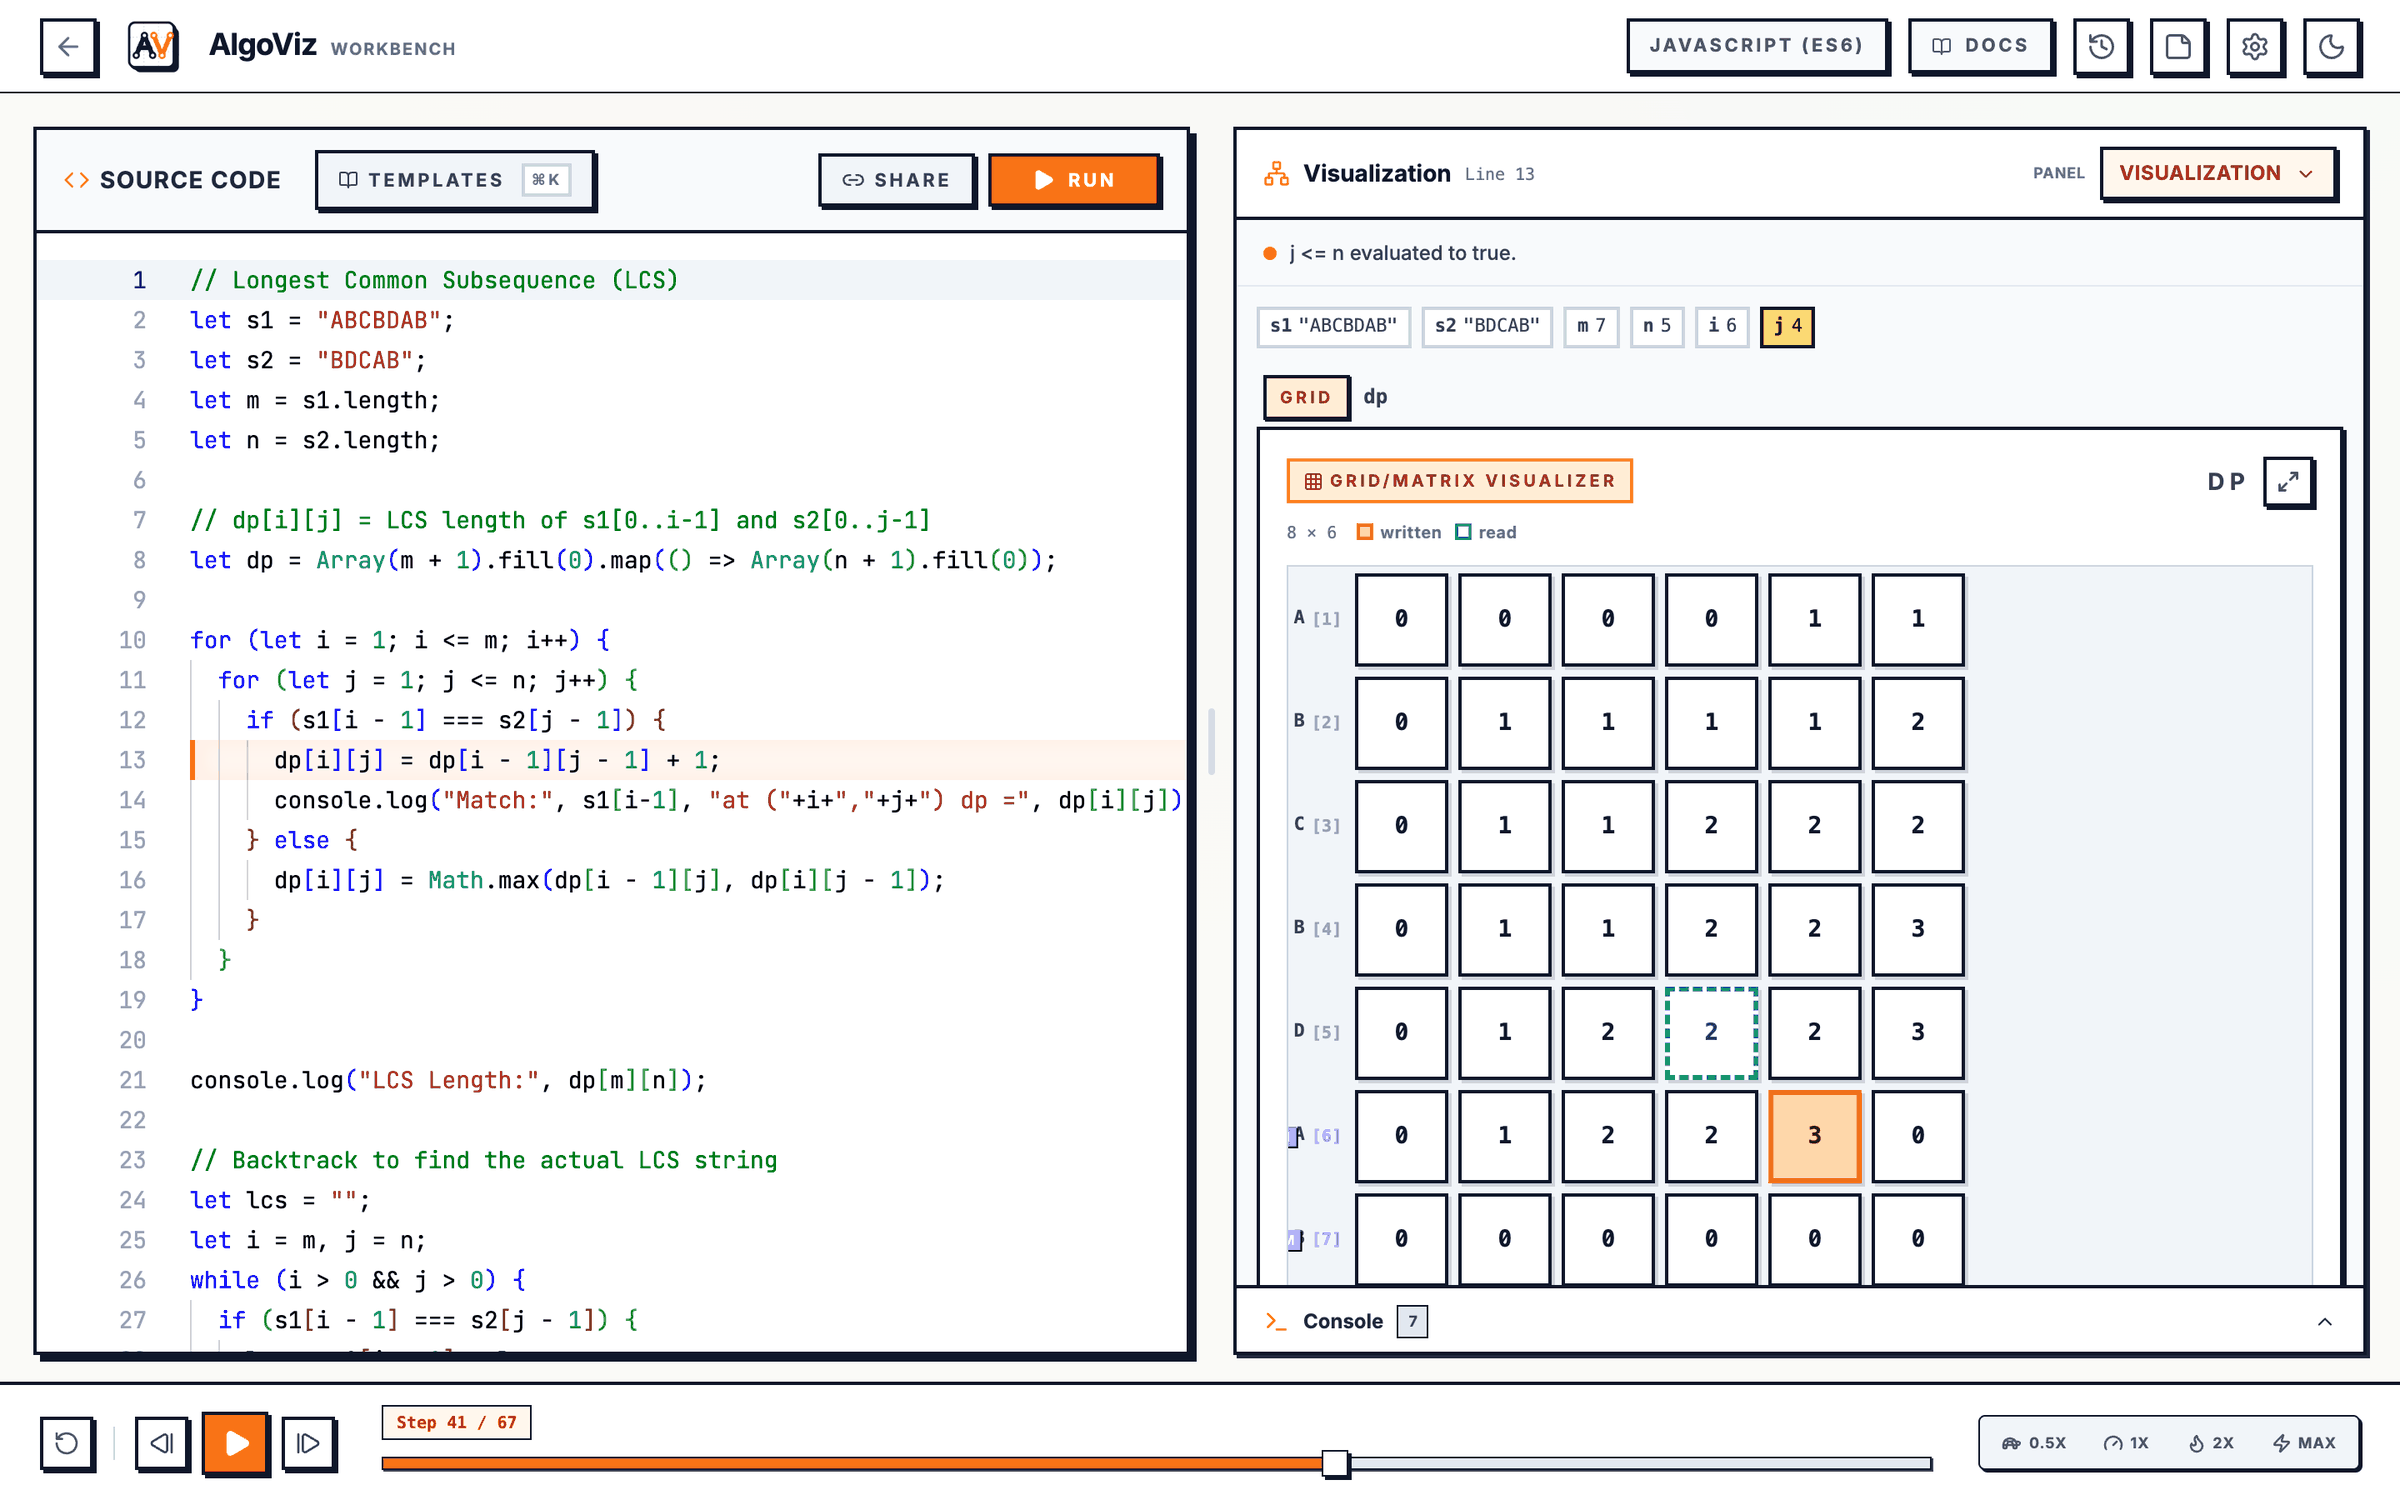 AlgoViz WORKBENCH
JAVASCRIPT (ES6)
DOCS
SOURCE CODE
TEMPLATES ⌘K
SHARE
RUN
1 // Longest Common Subsequence (LCS)
2 let s1 = "ABCBDAB";
3 let s2 = "BDCAB";
4 let m = s1.length;
5 let n = s2.length;
6
7 // dp[i][j] = LCS length of s1[0..i-1] and s2[0..j-1]
8 let dp = Array(m + 1).fill(0).map(() => Array(n + 1).fill(0));
9
10 for (let i = 1; i <= m; i++) {
11 for (let j = 1; j <= n; j++) {
12 if (s1[i - 1] === s2[j - 1]) {
13 dp[i][j] = dp[i - 1][j - 1] + 1;
14 console.log("Match:", s1[i-1], "at ("+i+","+j+") dp =", dp[i][j])
15 } else {
16 dp[i][j] = Math.max(dp[i - 1][j], dp[i][j - 1]);
17 }
18 }
19 }
20
21 console.log("LCS Length:", dp[m][n]);
22
23 // Backtrack to find the actual LCS string
24 let lcs = "";
25 let i = m, j = n;
26 while (i > 0 && j > 0) {
27 if (s1[i - 1] === s2[j - 1]) {
Visualization Line 13
PANEL VISUALIZATION
j <= n evaluated to true.
s1 "ABCBDAB" s2 "BDCAB" m 7 n 5 i 6 j 4
GRID dp
GRID/MATRIX VISUALIZER
DP
8 × 6 written read
A [1] 0 0 0 0 1 1
B [2] 0 1 1 1 1 2
C [3] 0 1 1 2 2 2
B [4] 0 1 1 2 2 3
D [5] 0 1 2 2 2 3
A [6] 0 1 2 2 3 0
[7] 0 0 0 0 0 0
Console 7
Step 41 / 67
0.5X 1X 2X MAX